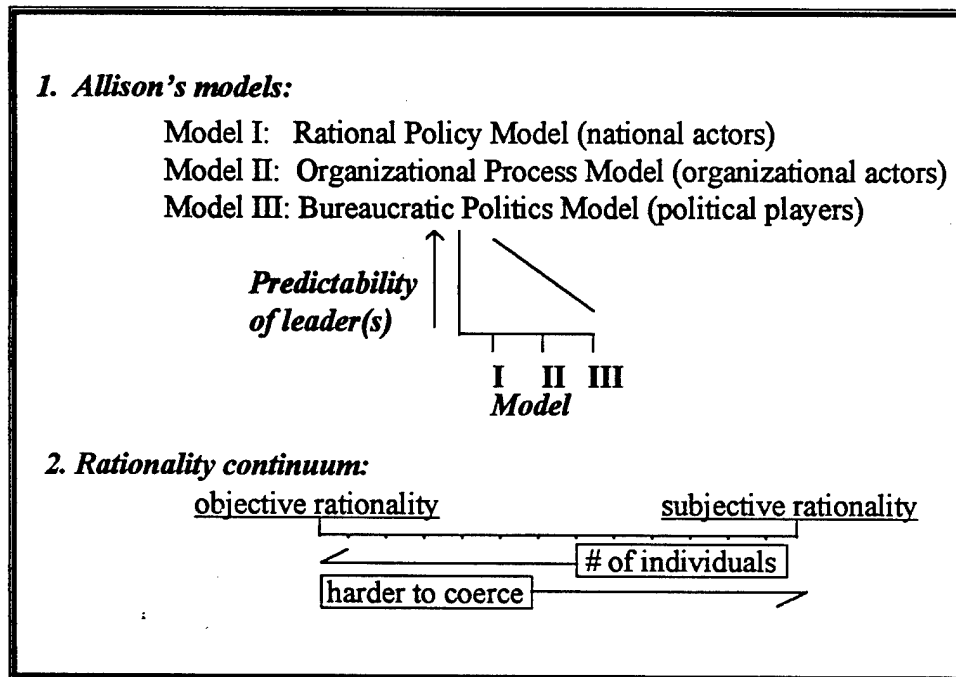 1. Allison's models:
Model I: Rational Policy Model (national actors)
Model II: Organizational Process Model (organizational actors)
Model III: Bureaucratic Politics Model (political players)
Predictability
of leader(s)
I II III
Model
2. Rationality continuum:
objective rationality subjective rationality
# of individuals
harder to coerce